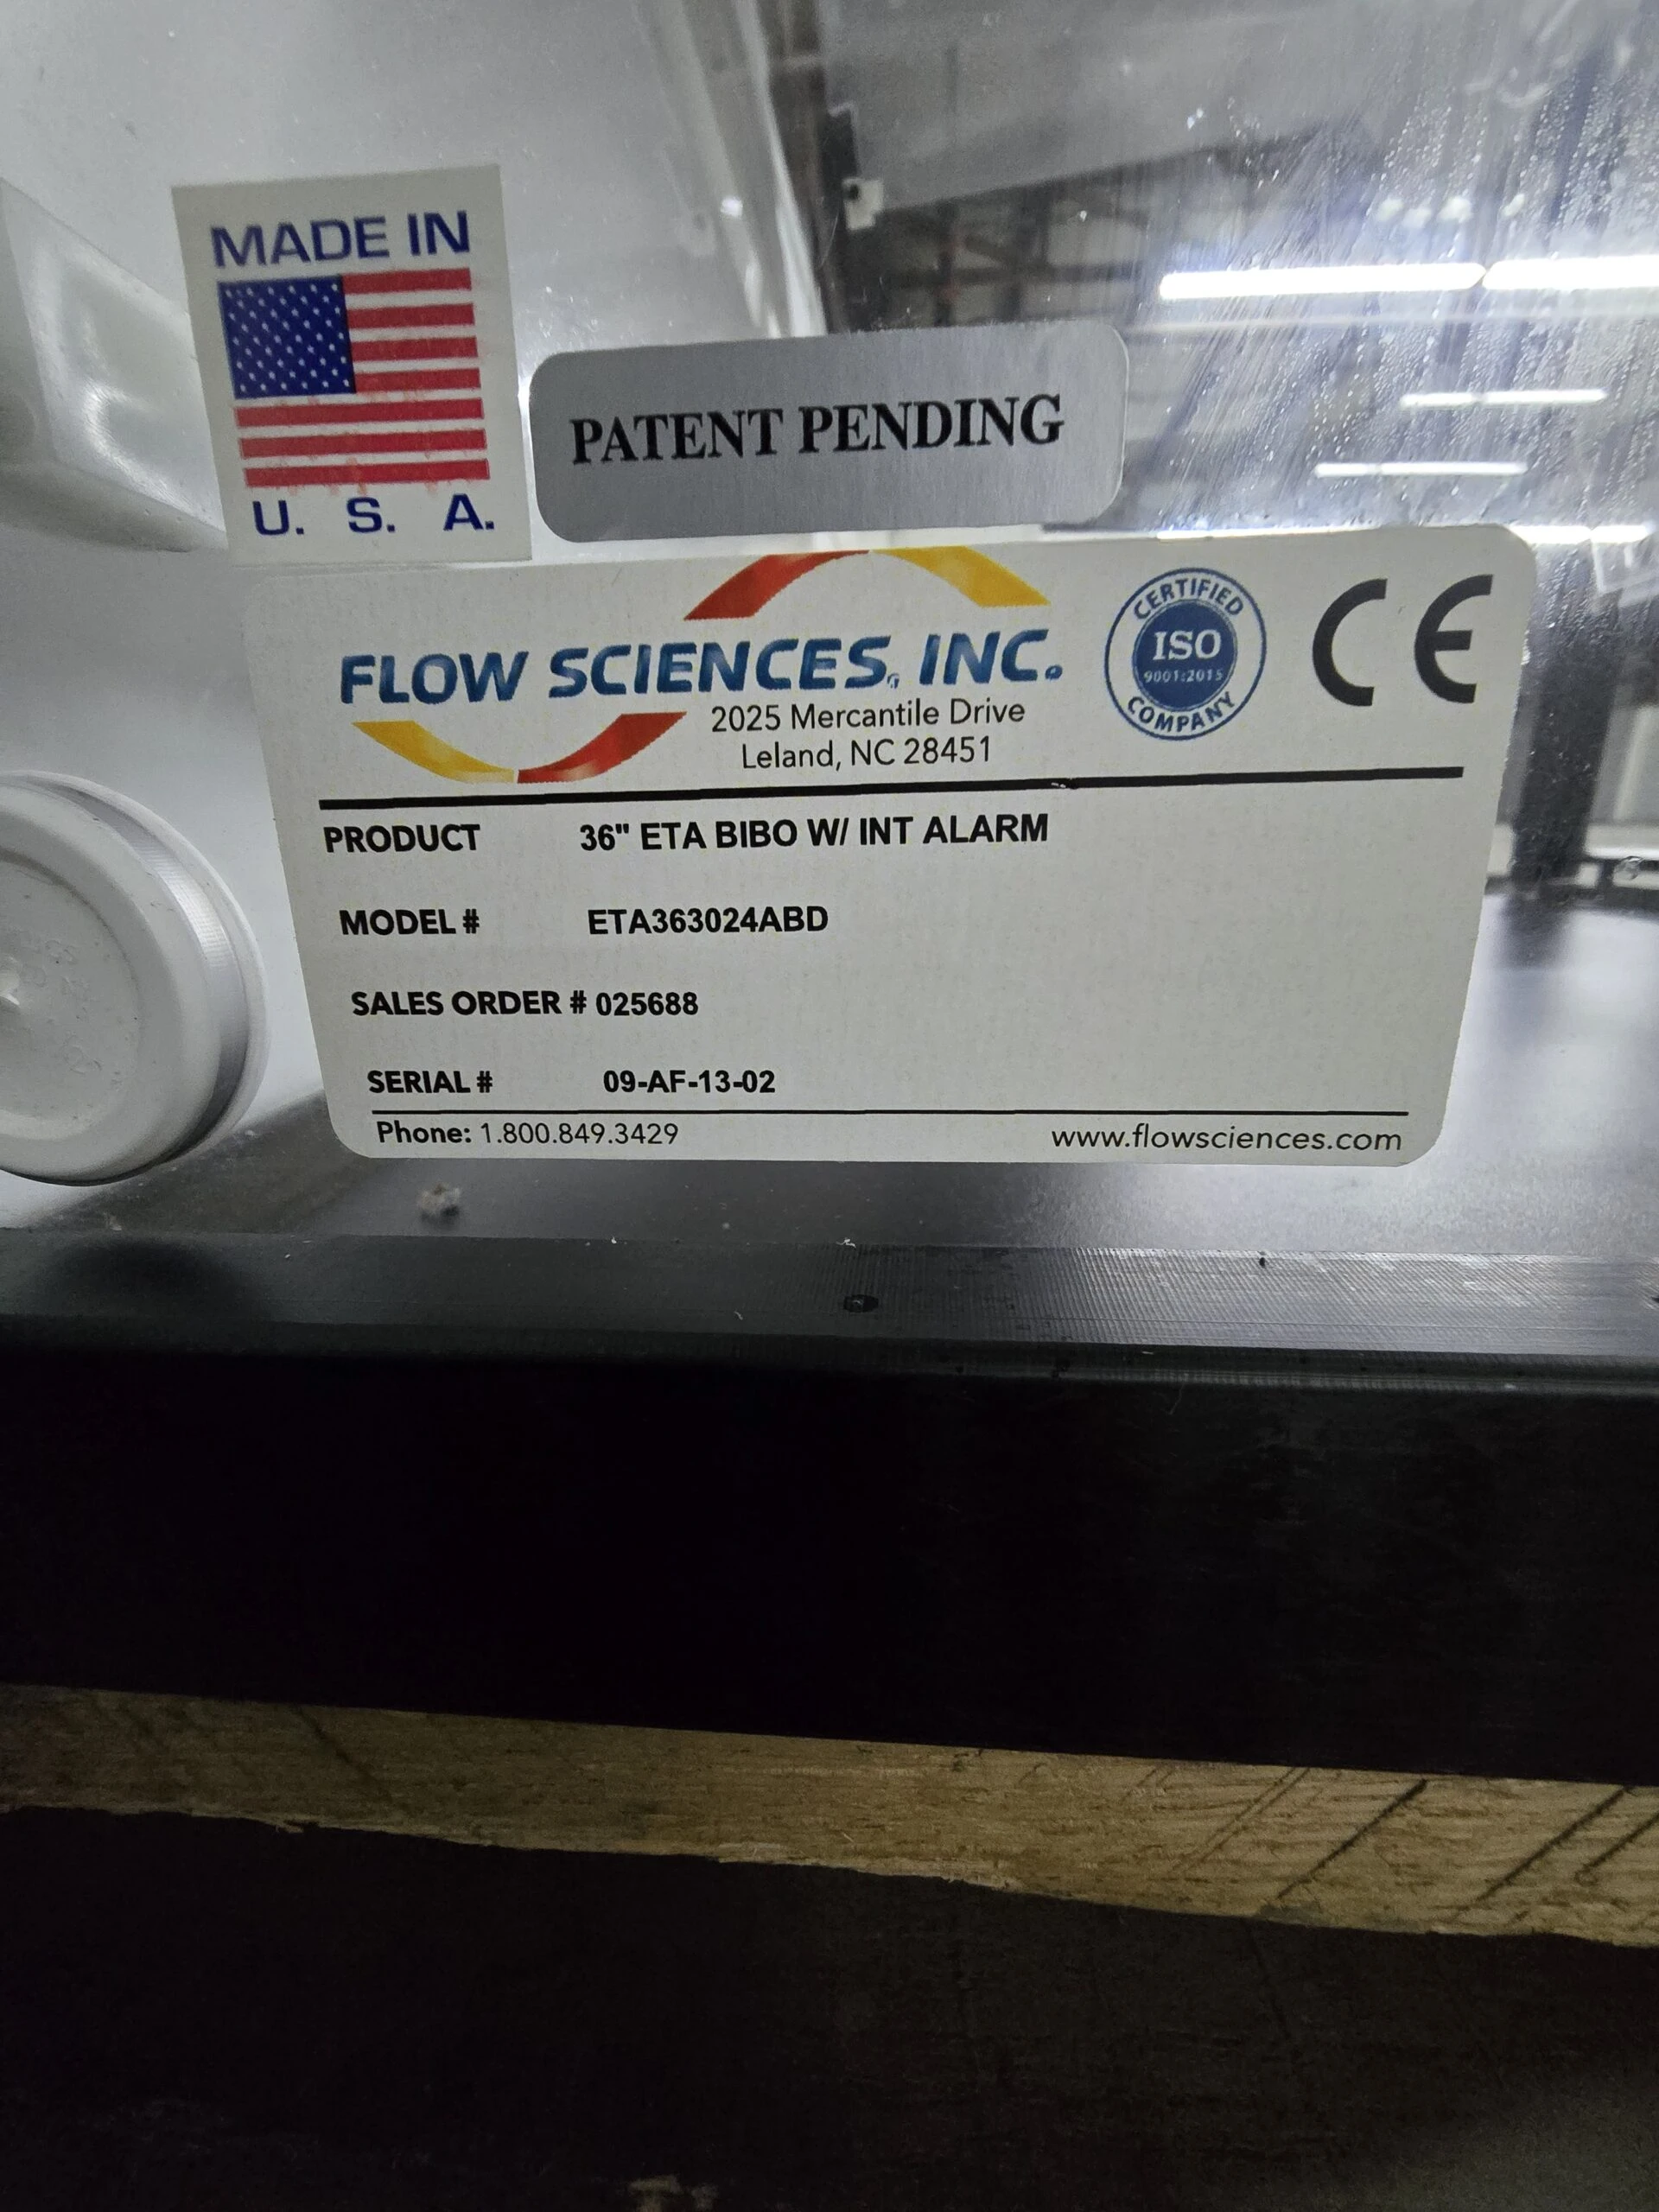 MADE IN
U. S. A.
PATENT PENDING
FLOW SCIENCES, INC.
2025 Mercantile Drive
Leland, NC 28451
CERTIFIED
ISO
9001:2015
COMPANY
CE
PRODUCT 36" ETA BIBO W/ INT ALARM
MODEL # ETA363024ABD
SALES ORDER # 025688
SERIAL # 09-AF-13-02
Phone: 1.800.849.3429 www.flowsciences.com